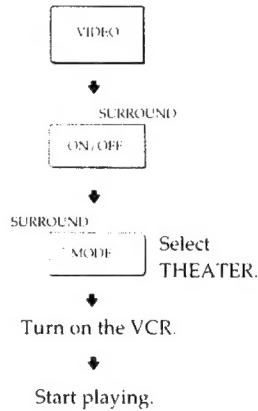 VIDEO
SURROUND
ON/OFF
SURROUND
MODE
Select
THEATER.
Turn on the VCR.
Start playing.